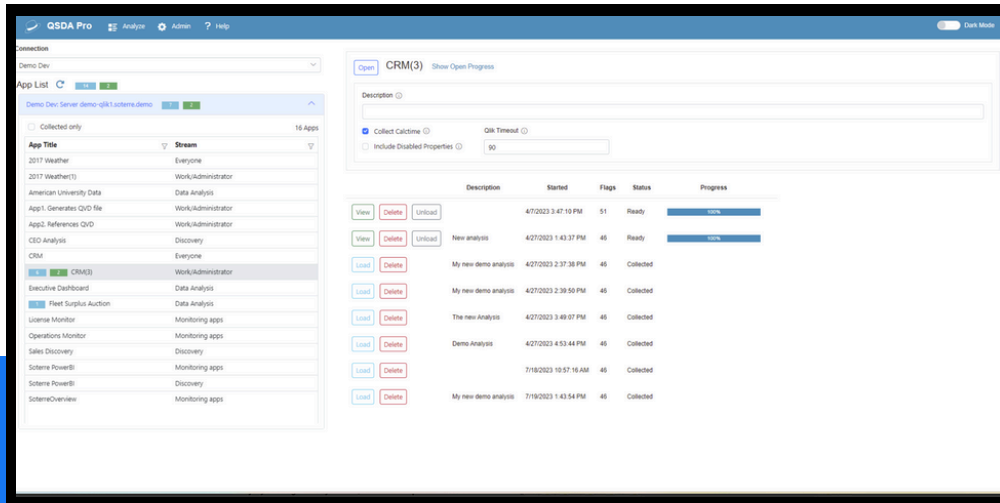 QSDA Pro Analyze Admin ? Help Dark Mode
Connection
Demo Dev
App List
Demo Dev: Server demo-qlik1.soterre.demo 7 2
Collected only 16 Apps
App Title Stream
2017 Weather Everyone
2017 Weather(1) Work/Administrator
American University Data Data Analysis
App1. Generates QVD file Work/Administrator
App2. References QVD Work/Administrator
CEO Analysis Discovery
CRM Everyone
CRM(3) Work/Administrator
Executive Dashboard Data Analysis
Fleet Surplus Auction Data Analysis
License Monitor Monitoring apps
Operations Monitor Monitoring apps
Sales Discovery Discovery
Soterre PowerBI Monitoring apps
Soterre PowerBI Discovery
SoterreOverview Monitoring apps
Open CRM(3) Show Open Progress
Description
Collect Calctime Qlik Timeout
Include Disabled Properties 90
Description Started Flags Status Progress
View Delete Unload 4/7/2023 3:47:10 PM 51 Ready 100%
View Delete Unload New analysis 4/27/2023 1:43:37 PM 46 Ready 100%
Load Delete My new demo analysis 4/27/2023 2:37:38 PM 46 Collected
Load Delete My new demo analysis 4/27/2023 2:39:50 PM 46 Collected
Load Delete The new Analysis 4/27/2023 3:49:07 PM 46 Collected
Load Delete Demo Analysis 4/27/2023 4:53:44 PM 46 Collected
Load Delete 7/18/2023 10:57:16 AM 46 Collected
Load Delete My new demo analysis 7/19/2023 1:43:54 PM 46 Collected